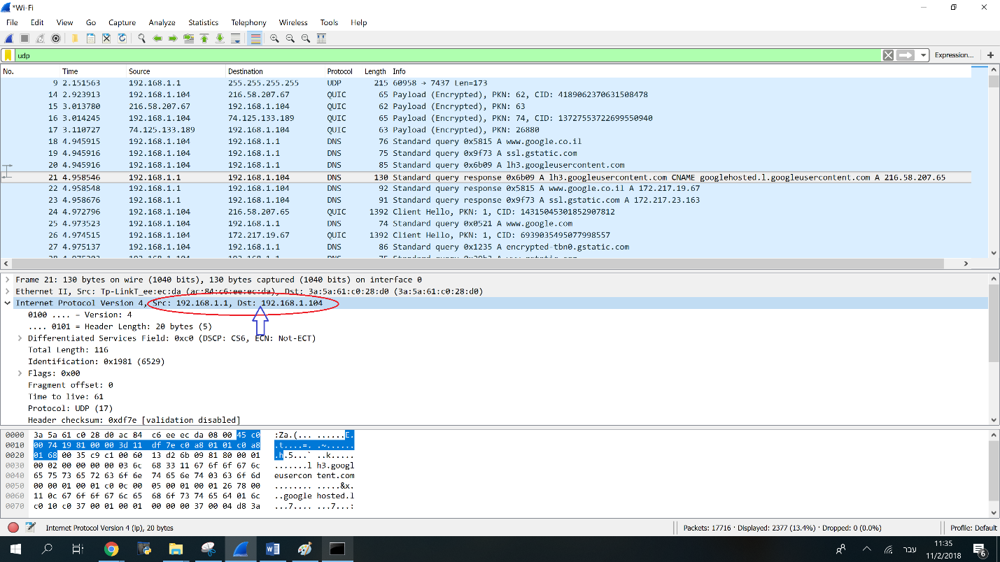 *Wi-Fi
File Edit View Go Capture Analyze Statistics Telephony Wireless Tools Help
udp
Expression... +
No. Time Source Destination Protocol Length Info
9 2.151563 192.168.1.1 255.255.255.255 UDP 215 60958 → 7437 Len=173
14 2.923913 192.168.1.104 216.58.207.67 QUIC 65 Payload (Encrypted), PKN: 62, CID: 4189062370631508478
15 3.013780 216.58.207.67 192.168.1.104 QUIC 62 Payload (Encrypted), PKN: 63
16 3.014245 192.168.1.104 74.125.133.189 QUIC 65 Payload (Encrypted), PKN: 74, CID: 13727553722699550940
17 3.110727 74.125.133.189 192.168.1.104 QUIC 63 Payload (Encrypted), PKN: 26880
18 4.945915 192.168.1.104 192.168.1.1 DNS 76 Standard query 0x5815 A www.google.co.il
19 4.945916 192.168.1.104 192.168.1.1 DNS 75 Standard query 0x9f73 A ssl.gstatic.com
20 4.945916 192.168.1.104 192.168.1.1 DNS 85 Standard query 0x6b09 A lh3.googleusercontent.com
21 4.958546 192.168.1.1 192.168.1.104 DNS 130 Standard query response 0x6b09 A lh3.googleusercontent.com CNAME googlehosted.l.googleusercontent.com A 216.58.207.65
22 4.958548 192.168.1.1 192.168.1.104 DNS 92 Standard query response 0x5815 A www.google.co.il A 172.217.19.67
23 4.958676 192.168.1.1 192.168.1.104 DNS 91 Standard query response 0x9f73 A ssl.gstatic.com A 172.217.23.163
24 4.972796 192.168.1.104 216.58.207.65 QUIC 1392 Client Hello, PKN: 1, CID: 14315045301852907812
25 4.973523 192.168.1.104 192.168.1.1 DNS 74 Standard query 0x0521 A www.google.com
26 4.974515 192.168.1.104 172.217.19.67 QUIC 1392 Client Hello, PKN: 1, CID: 6939035495077998557
27 4.975137 192.168.1.104 192.168.1.1 DNS 86 Standard query 0x1235 A encrypted-tbn0.gstatic.com
Frame 21: 130 bytes on wire (1040 bits), 130 bytes captured (1040 bits) on interface 0
Ethernet II, Src: Tp-LinkT_ee:ec:da (ac:84:c6:ee:ec:da), Dst: 3a:5a:61:c0:28:d0 (3a:5a:61:c0:28:d0)
Internet Protocol Version 4, Src: 192.168.1.1, Dst: 192.168.1.104
0100 .... = Version: 4
.... 0101 = Header Length: 20 bytes (5)
Differentiated Services Field: 0xc0 (DSCP: CS6, ECN: Not-ECT)
Total Length: 116
Identification: 0x1981 (6529)
Flags: 0x00
Fragment offset: 0
Time to live: 61
Protocol: UDP (17)
Header checksum: 0xdf7e [validation disabled]
0000 3a 5a 61 c0 28 d0 ac 84 c6 ee ec da 08 00 45 c0 :Za.(... ......E.
0010 00 74 19 81 00 00 3d 11 df 7e c0 a8 01 01 c0 a8 .t....=. .~......
0020 01 68 00 35 c9 c1 00 60 13 d2 6b 09 81 80 00 01 .h.5...` ..k.....
0030 00 02 00 00 00 00 03 6c 68 33 11 67 6f 6f 67 6c .......l h3.googl
0040 65 75 73 65 72 63 6f 6e 74 65 6e 74 03 63 6f 6d eusercon tent.com
0050 00 00 01 00 01 c0 0c 00 05 00 01 00 01 26 78 00 ........ .....&x.
0060 11 0c 67 6f 6f 67 6c 65 68 6f 73 74 65 64 01 6c ..google hosted.l
0070 c0 10 c0 37 00 01 00 01 00 00 00 37 00 04 d8 3a ...7.... ...7...:
Internet Protocol Version 4 (ip), 20 bytes
Packets: 17716 · Displayed: 2377 (13.4%) · Dropped: 0 (0.0%)
Profile: Default
עבר
11:35
11/2/2018
6